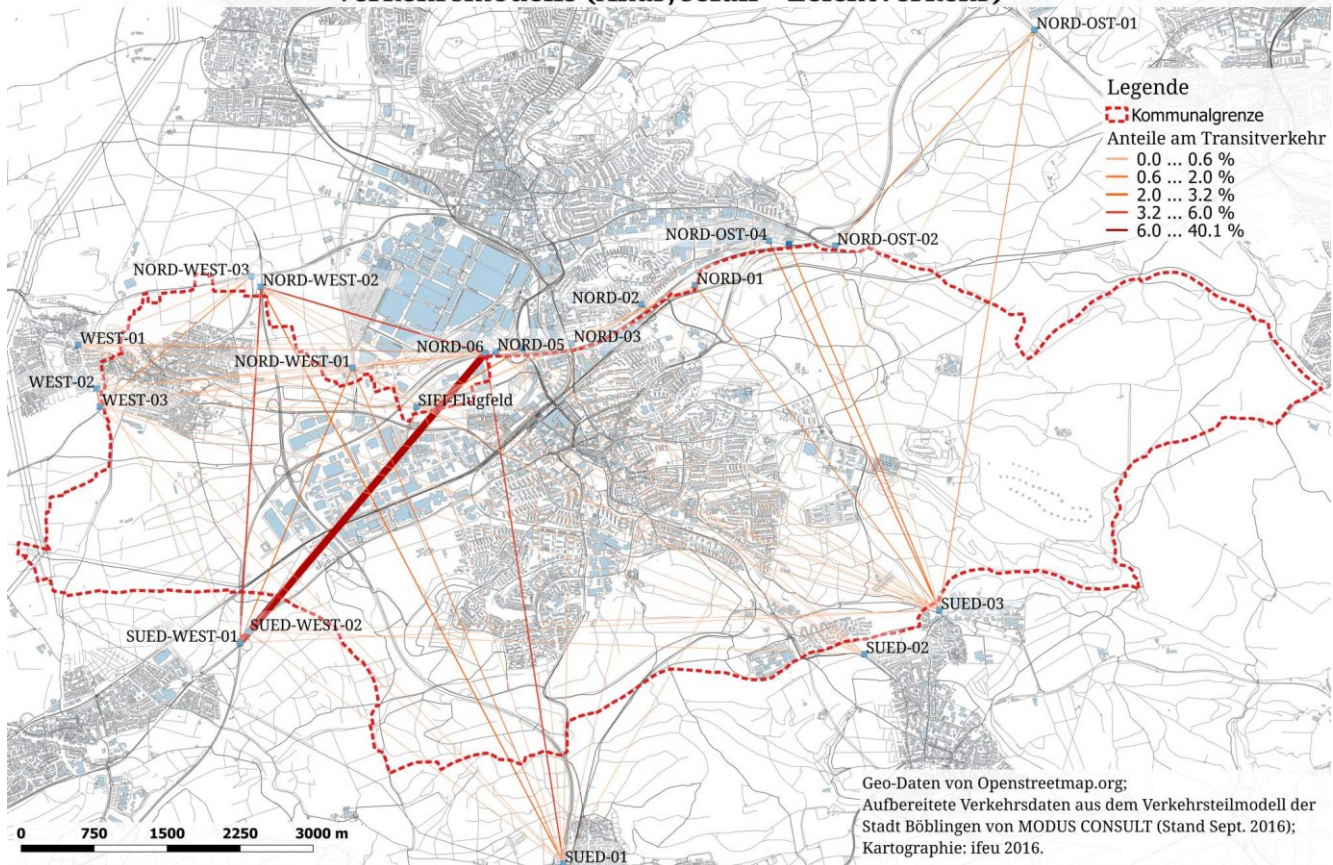 NORD-OST-01
Legende
Kommunalgrenze
Anteile am Transitverkehr
0.0 ... 0.6 %
0.6 ... 2.0 %
2.0 ... 3.2 %
3.2 ... 6.0 %
6.0 ... 40.1 %
NORD-OST-04
NORD-OST-02
NORD-WEST-03
NORD-WEST-02
NORD-01
NORD-02
WEST-01
NORD-03
NORD-06
NORD-05
NORD-WEST-01
WEST-02
WEST-03
SIFI-Flugfeld
SUED-03
SUED-WEST-02
SUED-WEST-01
SUED-02
Geo-Daten von Openstreetmap.org;
Aufbereitete Verkehrsdaten aus dem Verkehrsteilmodell der
Stadt Böblingen von MODUS CONSULT (Stand Sept. 2016);
Kartographie: ifeu 2016.
0 750 1500 2250 3000 m
SUED-01